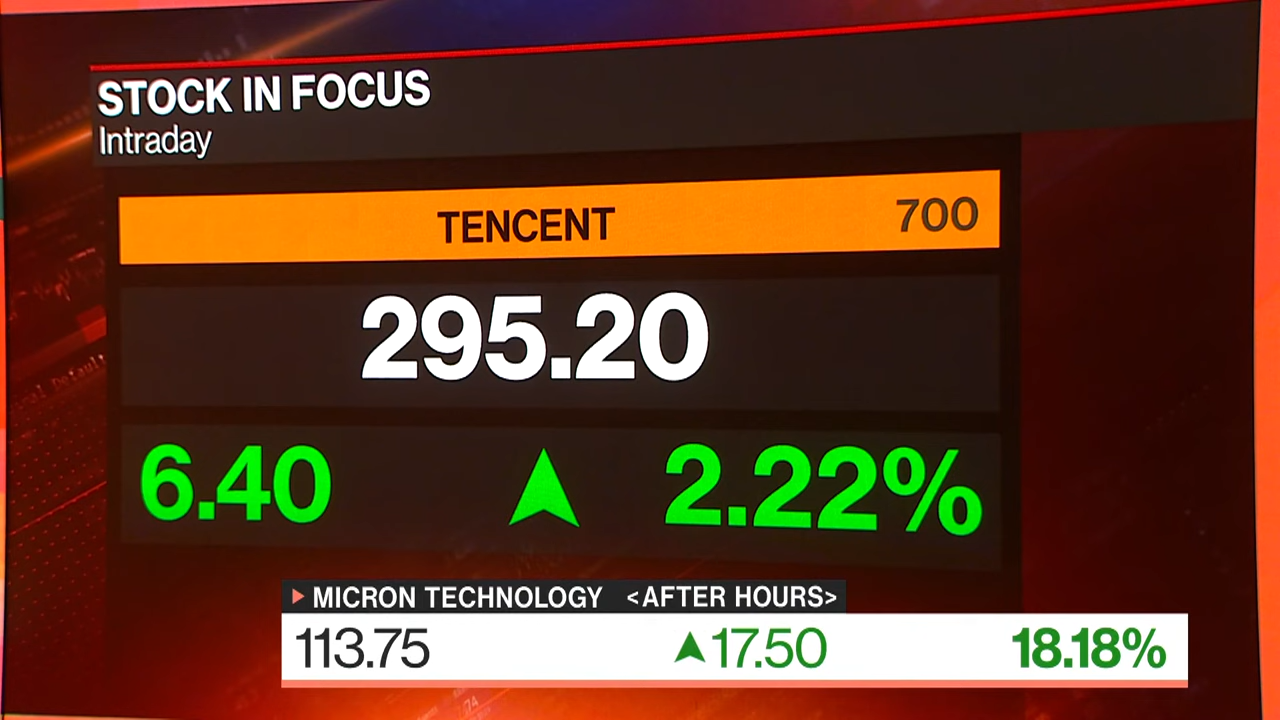 STOCK IN FOCUS
Intraday
TENCENT 700
295.20
6.40 ▲ 2.22%
MICRON TECHNOLOGY <AFTER HOURS>
113.75 ▲17.50 18.18%